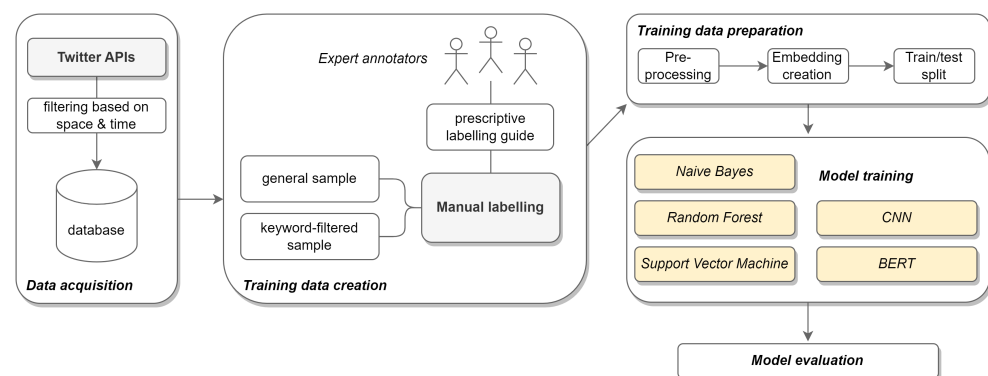 Twitter APIs
filtering based on
space & time
database
Data acquisition
Expert annotators
prescriptive
labelling guide
general sample
keyword-filtered
sample
Manual labelling
Training data creation
Training data preparation
Pre-
processing
Embedding
creation
Train/test
split
Naive Bayes
Random Forest
Support Vector Machine
Model training
CNN
BERT
Model evaluation